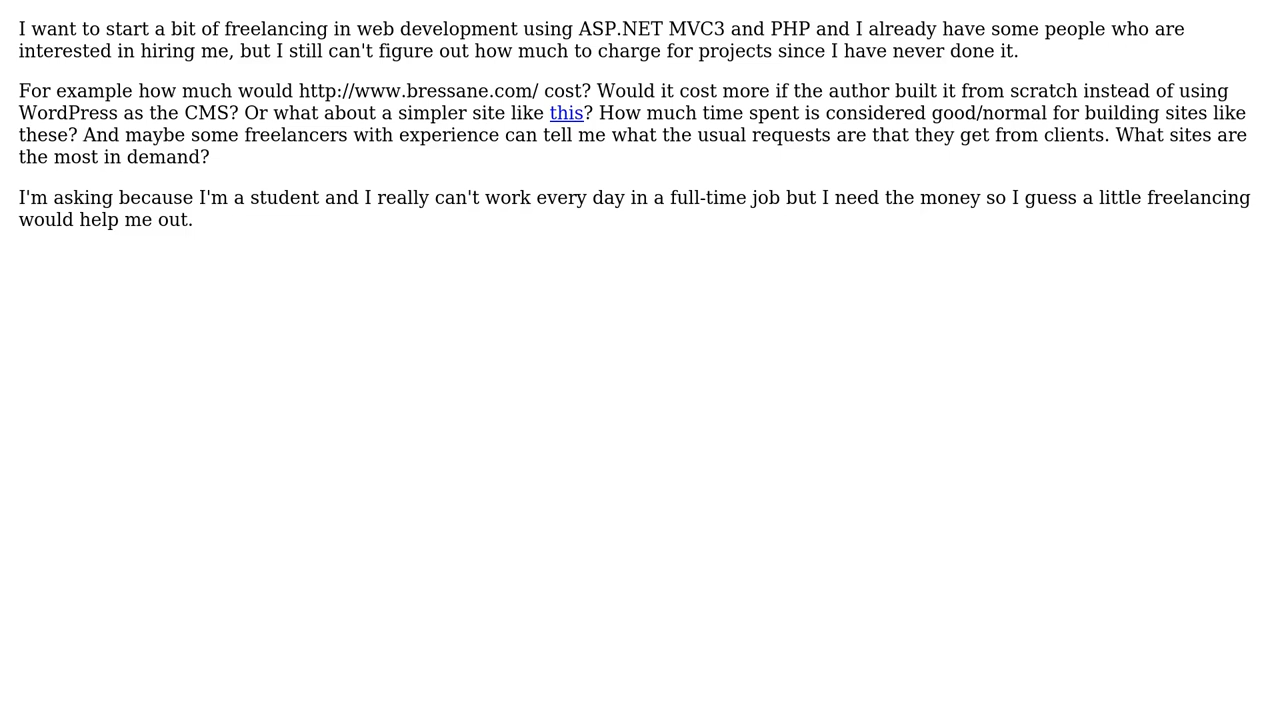 I want to start a bit of freelancing in web development using ASP.NET MVC3 and PHP and I already have some people who are
interested in hiring me, but I still can't figure out how much to charge for projects since I have never done it.
For example how much would http://www.bressane.com/ cost? Would it cost more if the author built it from scratch instead of using
WordPress as the CMS? Or what about a simpler site like this? How much time spent is considered good/normal for building sites like
these? And maybe some freelancers with experience can tell me what the usual requests are that they get from clients. What sites are
the most in demand?
I'm asking because I'm a student and I really can't work every day in a full-time job but I need the money so I guess a little freelancing
would help me out.